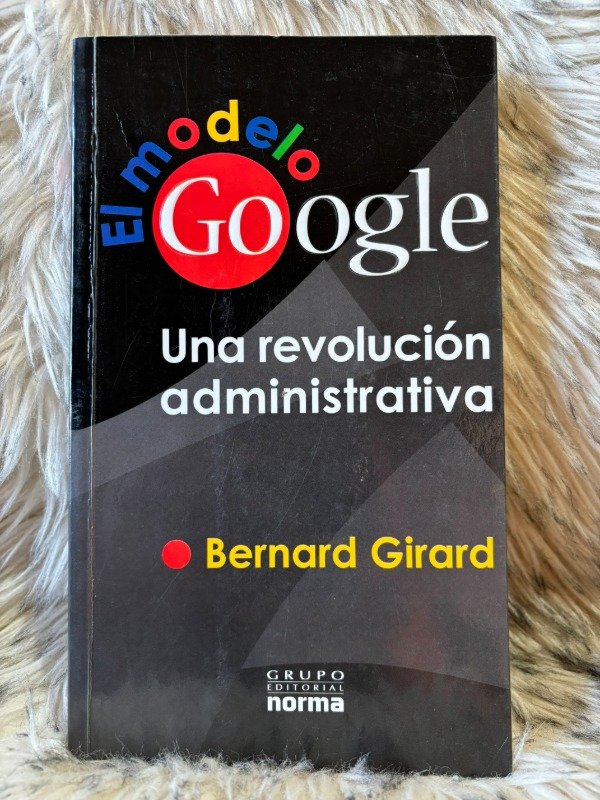 El modelo
Google
Una revolución
administrativa
Bernard Girard
GRUPO
EDITORIAL
norma